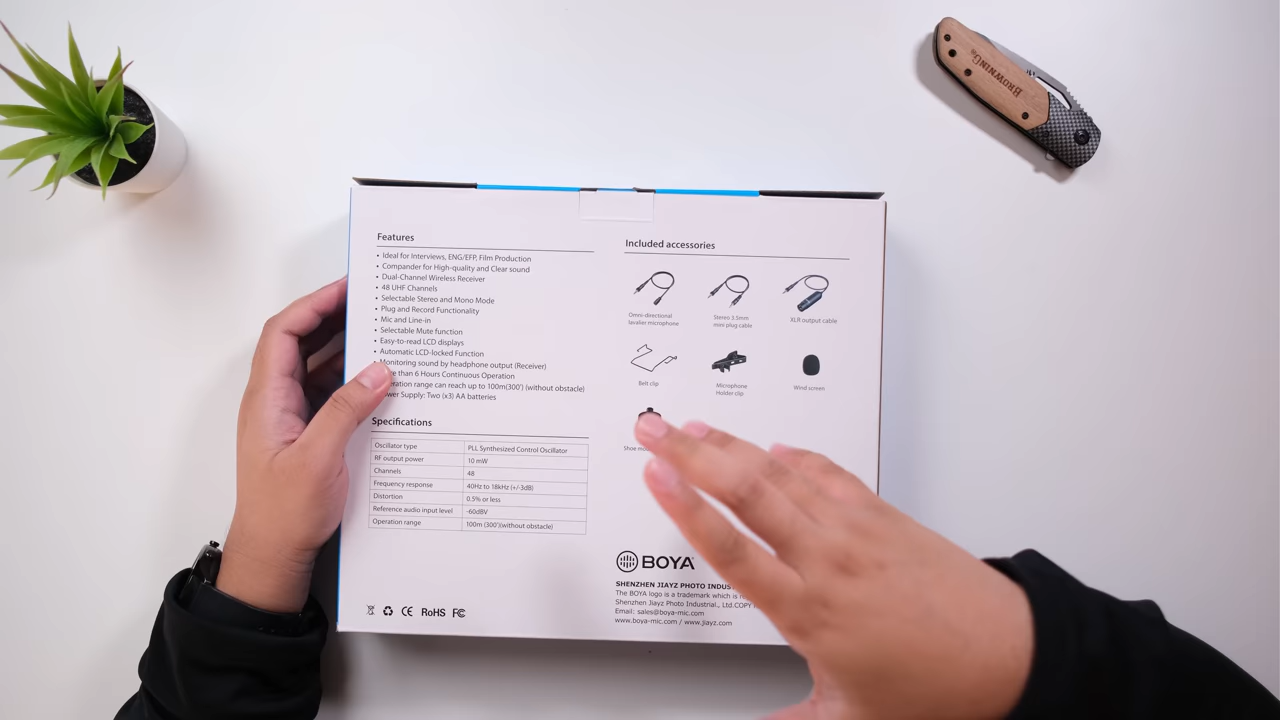 BROWNING
Features
• Ideal for Interviews, ENG/EFP, Film Production
• Compander for High-quality and Clear sound
• Dual-Channel Wireless Receiver
• 48 UHF Channels
• Selectable Stereo and Mono Mode
• Plug and Record Functionality
• Mic and Line-in
• Selectable Mute function
• Easy-to-read LCD displays
• Automatic LCD-locked Function
• Monitoring sound by headphone output (Receiver)
than 6 Hours Continuous Operation
range can reach up to 100m(300') (without obstacle)
Supply: Two (x3) AA batteries
Specifications
Oscillator type PLL Synthesized Control Oscillator
RF output power 10 mW
Channels 48
Frequency response 40Hz to 18kHz (+/-3dB)
Distortion 0.5% or less
Reference audio input level -60dBV
Operation range 100m (300')(without obstacle)
CE RoHS FC
Included accessories
Omni-directional
lavalier microphone
Stereo 3.5mm
mini plug cable
XLR output cable
Belt clip
Microphone
Holder clip
Wind screen
Shoe
BOYA
SHENZHEN JIAYZ PHOTO
The BOYA logo is a trademark which is
Shenzhen Jiayz Photo Industrial., Ltd.COPY
Email: sales@boya-mic.com
www.boya-mic.com / www.jiayz.com